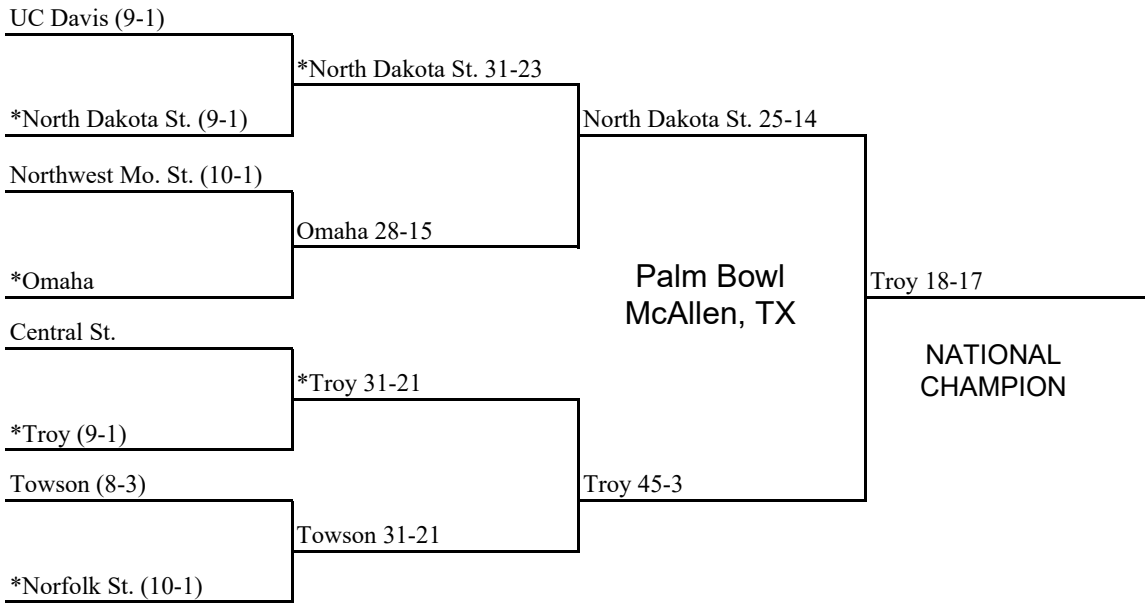 UC Davis (9-1)
*North Dakota St. 31-23
*North Dakota St. (9-1)
North Dakota St. 25-14
Northwest Mo. St. (10-1)
Omaha 28-15
*Omaha
Palm Bowl
McAllen, TX
Troy 18-17
Central St.
NATIONAL
CHAMPION
*Troy 31-21
*Troy (9-1)
Towson (8-3)
Troy 45-3
Towson 31-21
*Norfolk St. (10-1)